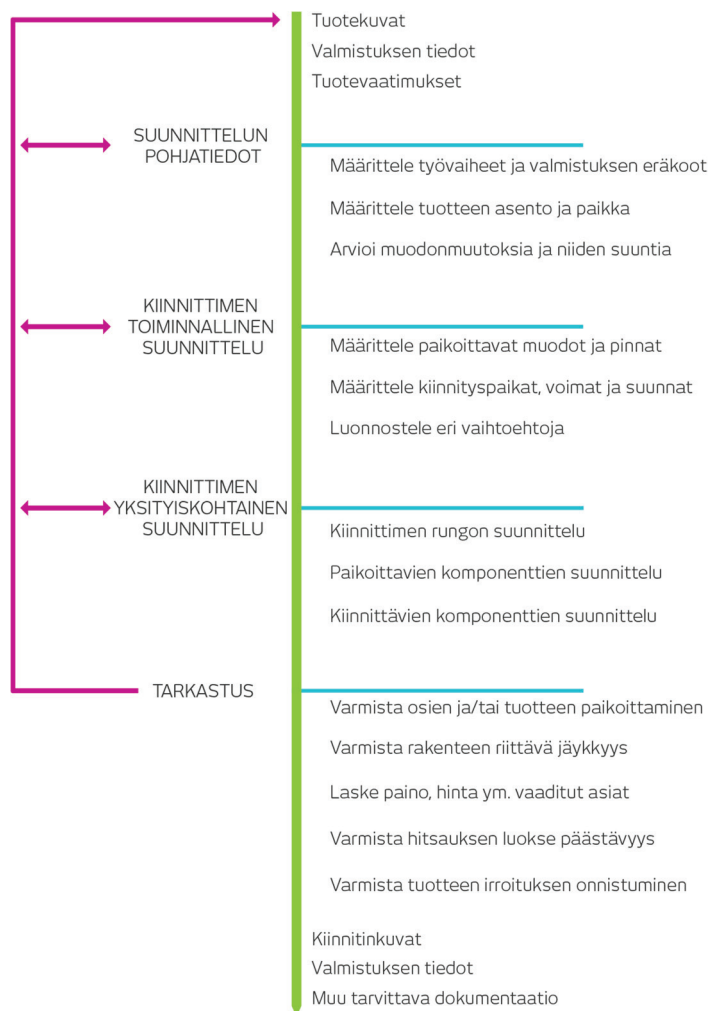 Tuotekuvat
Valmistuksen tiedot
Tuotevaatimukset
SUUNNITTELUN
POHJATIEDOT
Määrittele työvaiheet ja valmistuksen eräkoot
Määrittele tuotteen asento ja paikka
Arvioi muodonmuutoksia ja niiden suuntia
KIINNITTIMEN
TOIMINNALLINEN
SUUNNITTELU
Määrittele paikoittavat muodot ja pinnat
Määrittele kiinnityspaikat, voimat ja suunnat
Luonnostele eri vaihtoehtoja
KIINNITTIMEN
YKSITYISKOHTAINEN
SUUNNITTELU
Kiinnittimen rungon suunnittelu
Paikoittavien komponenttien suunnittelu
Kiinnittävien komponenttien suunnittelu
TARKASTUS
Varmista osien ja/tai tuotteen paikoittaminen
Varmista rakenteen riittävä jäykkyys
Laske paino, hinta ym. vaaditut asiat
Varmista hitsauksen luokse päästävyys
Varmista tuotteen irroituksen onnistuminen
Kiinnitinkuvat
Valmistuksen tiedot
Muu tarvittava dokumentaatio